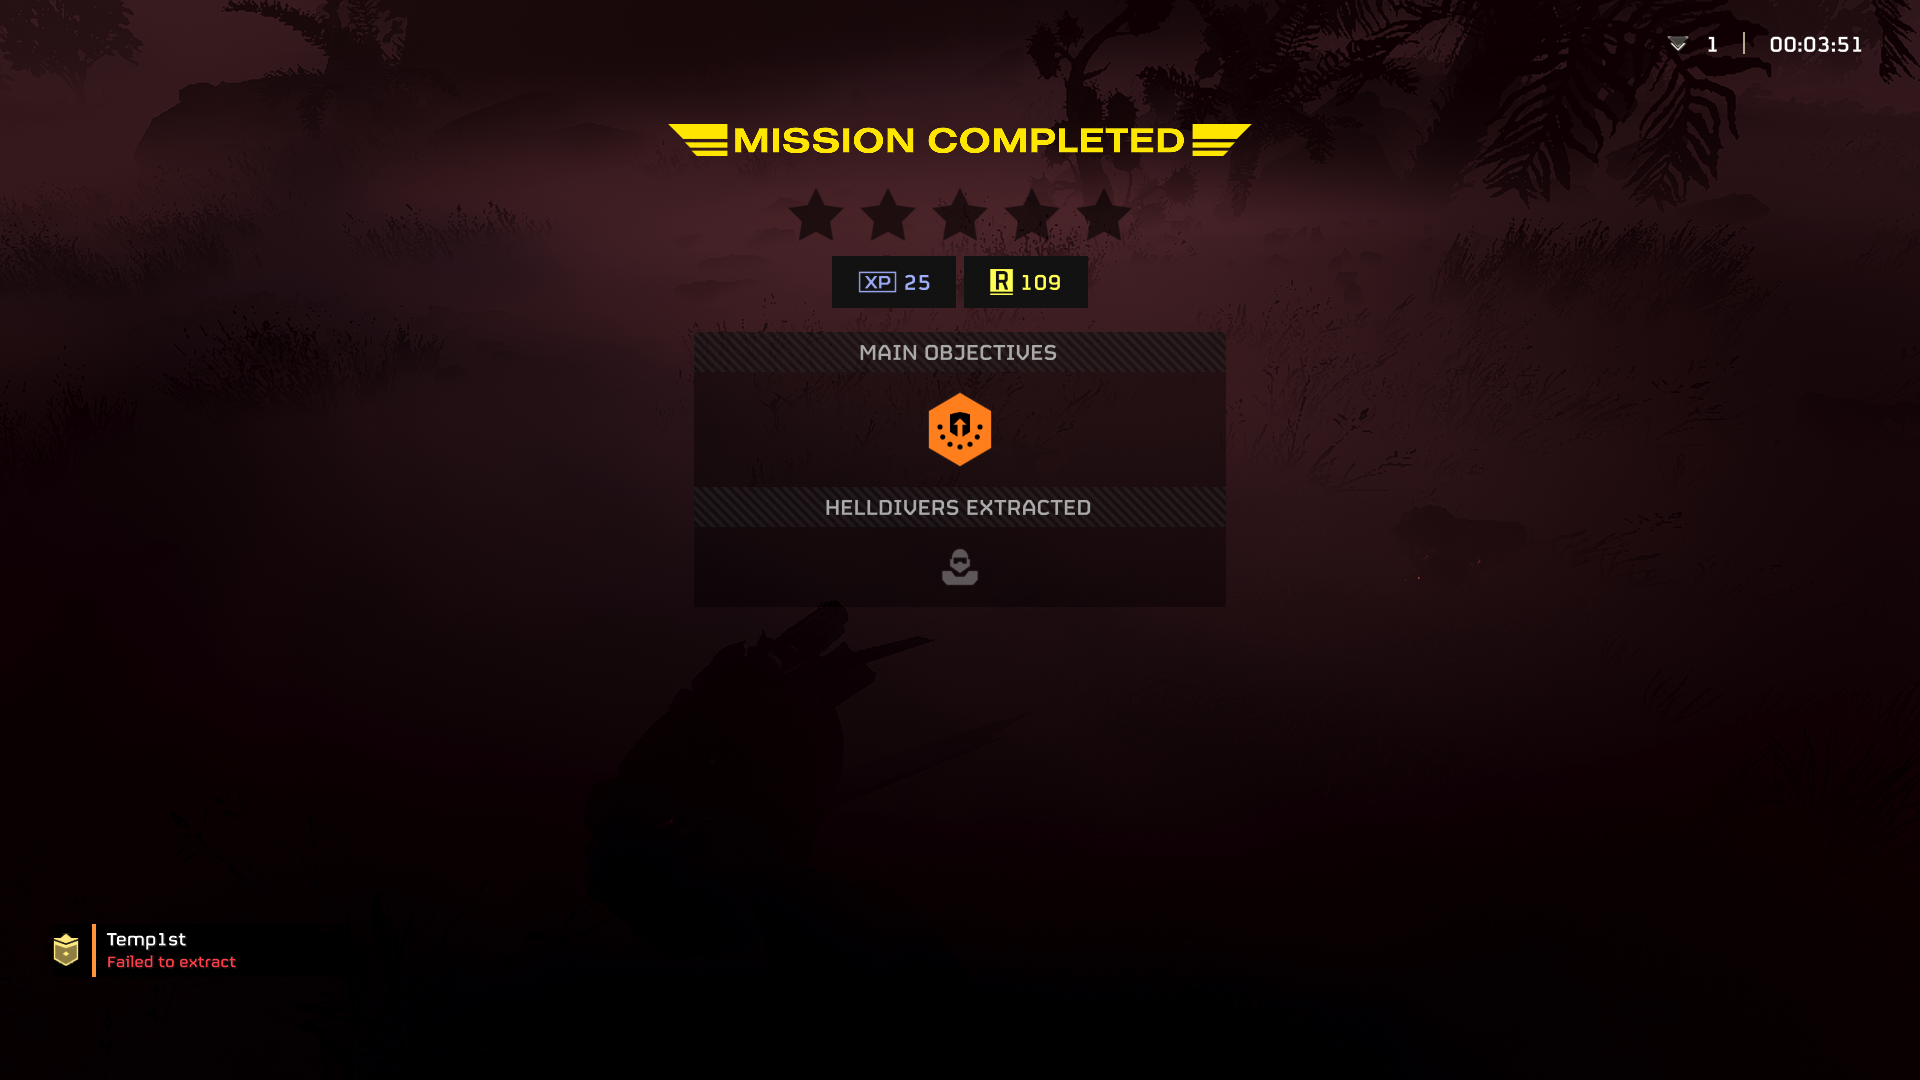 1 | 00:03:51
MISSION COMPLETED
XP 25 R 109
MAIN OBJECTIVES
HELLDIVERS EXTRACTED
Temp1st
Failed to extract